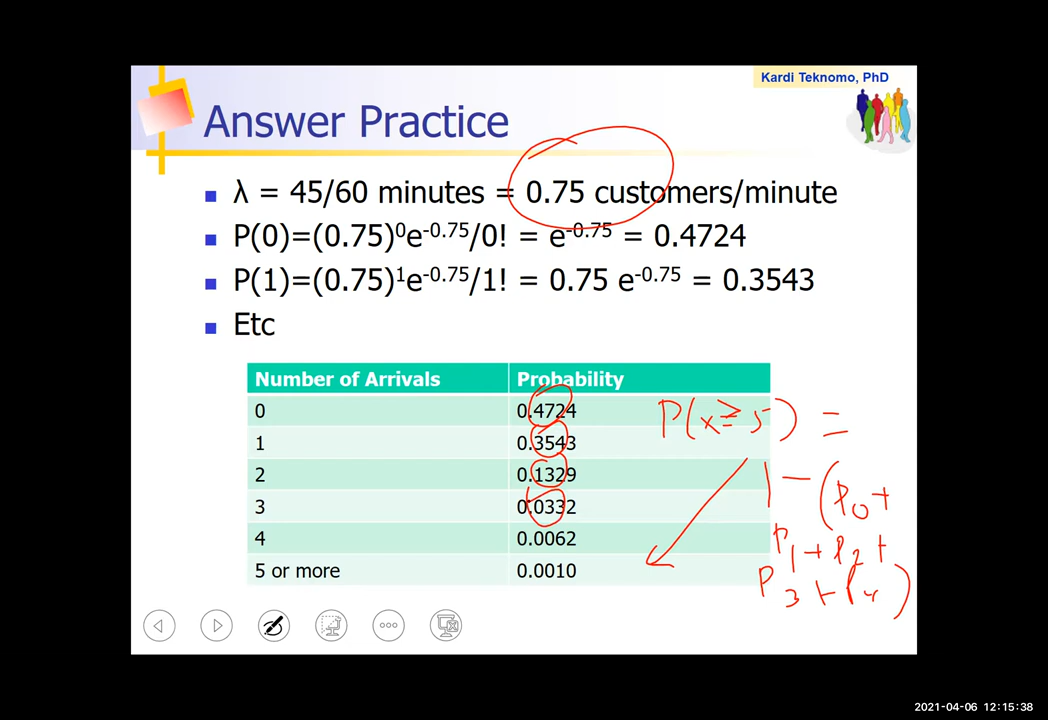 Kardi Teknomo, PhD
Answer Practice
λ = 45/60 minutes = 0.75 customers/minute
P(0)=(0.75)⁰e⁻⁰·⁷⁵/0! = e⁻⁰·⁷⁵ = 0.4724
P(1)=(0.75)¹e⁻⁰·⁷⁵/1! = 0.75 e⁻⁰·⁷⁵ = 0.3543
Etc
Number of Arrivals Probability
0 0.4724
1 0.3543
2 0.1329
3 0.0332
4 0.0062
5 or more 0.0010
P(x≥5) =
1-(P₀+
P₁+P₂+
P₃+P₄)
2021-04-06 12:15:38